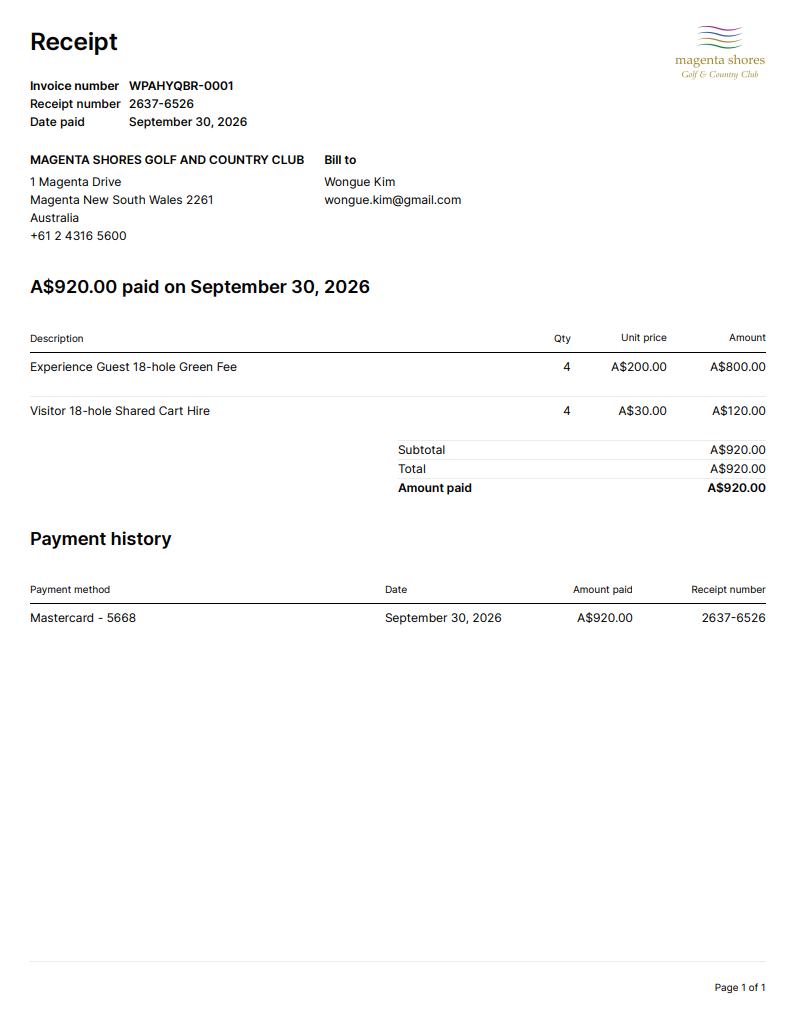 Receipt
magenta shores
Golf & Country Club
Invoice number WPAHYQBR-0001
Receipt number 2637-6526
Date paid September 30, 2026
MAGENTA SHORES GOLF AND COUNTRY CLUB
1 Magenta Drive
Magenta New South Wales 2261
Australia
+61 2 4316 5600
Bill to
Wongue Kim
wongue.kim@gmail.com
A$920.00 paid on September 30, 2026
Description Qty Unit price Amount
Experience Guest 18-hole Green Fee 4 A$200.00 A$800.00
Visitor 18-hole Shared Cart Hire 4 A$30.00 A$120.00
Subtotal A$920.00
Total A$920.00
Amount paid A$920.00
Payment history
Payment method Date Amount paid Receipt number
Mastercard - 5668 September 30, 2026 A$920.00 2637-6526
Page 1 of 1